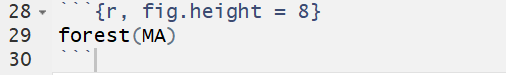 28 ```{r, fig.height = 8}
29 forest(MA)
30 ```